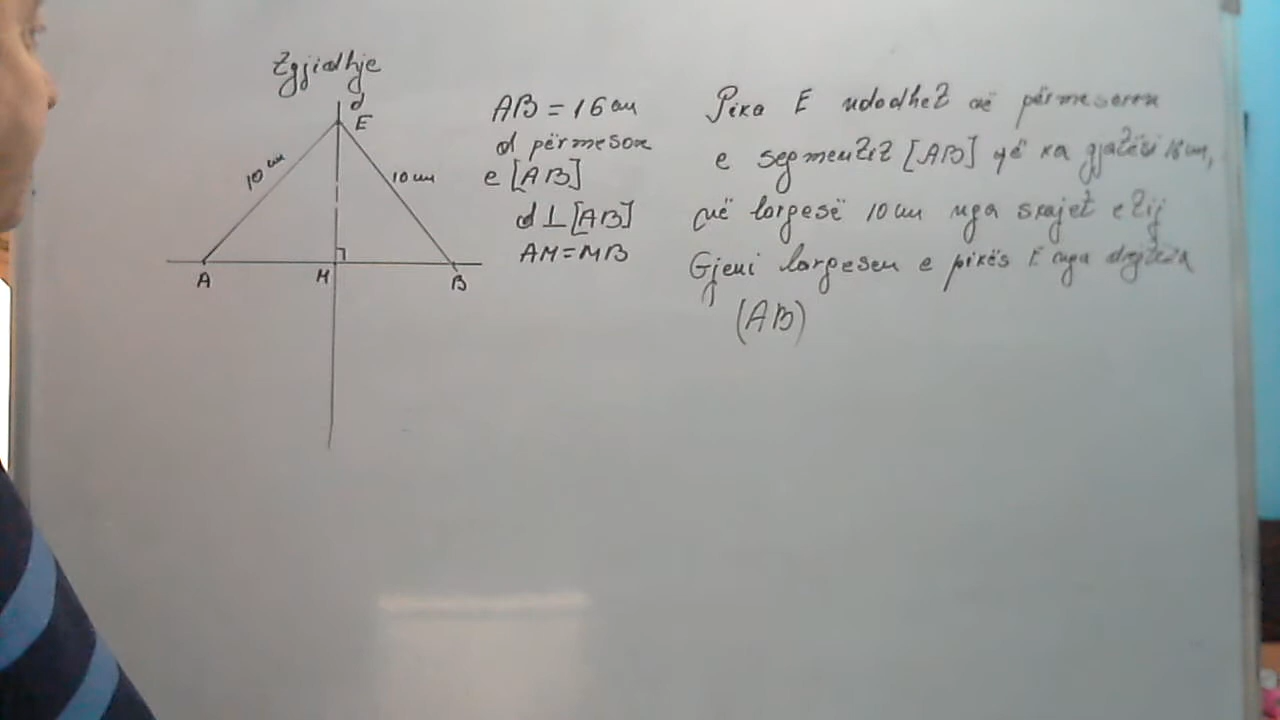 Zgjidhje
d
E
10 cm
10 cm
A
M
B
AB = 16 cm
d përmesore
e [AB]
d ⊥ [AB]
AM = MB
Pika E ndodhet në përmesoren
e segmentit [AB] që ka gjatësi 16 cm,
në largesë 10 cm nga skajet e tij
Gjeni largesen e pikës E nga drejtëza
(AB)